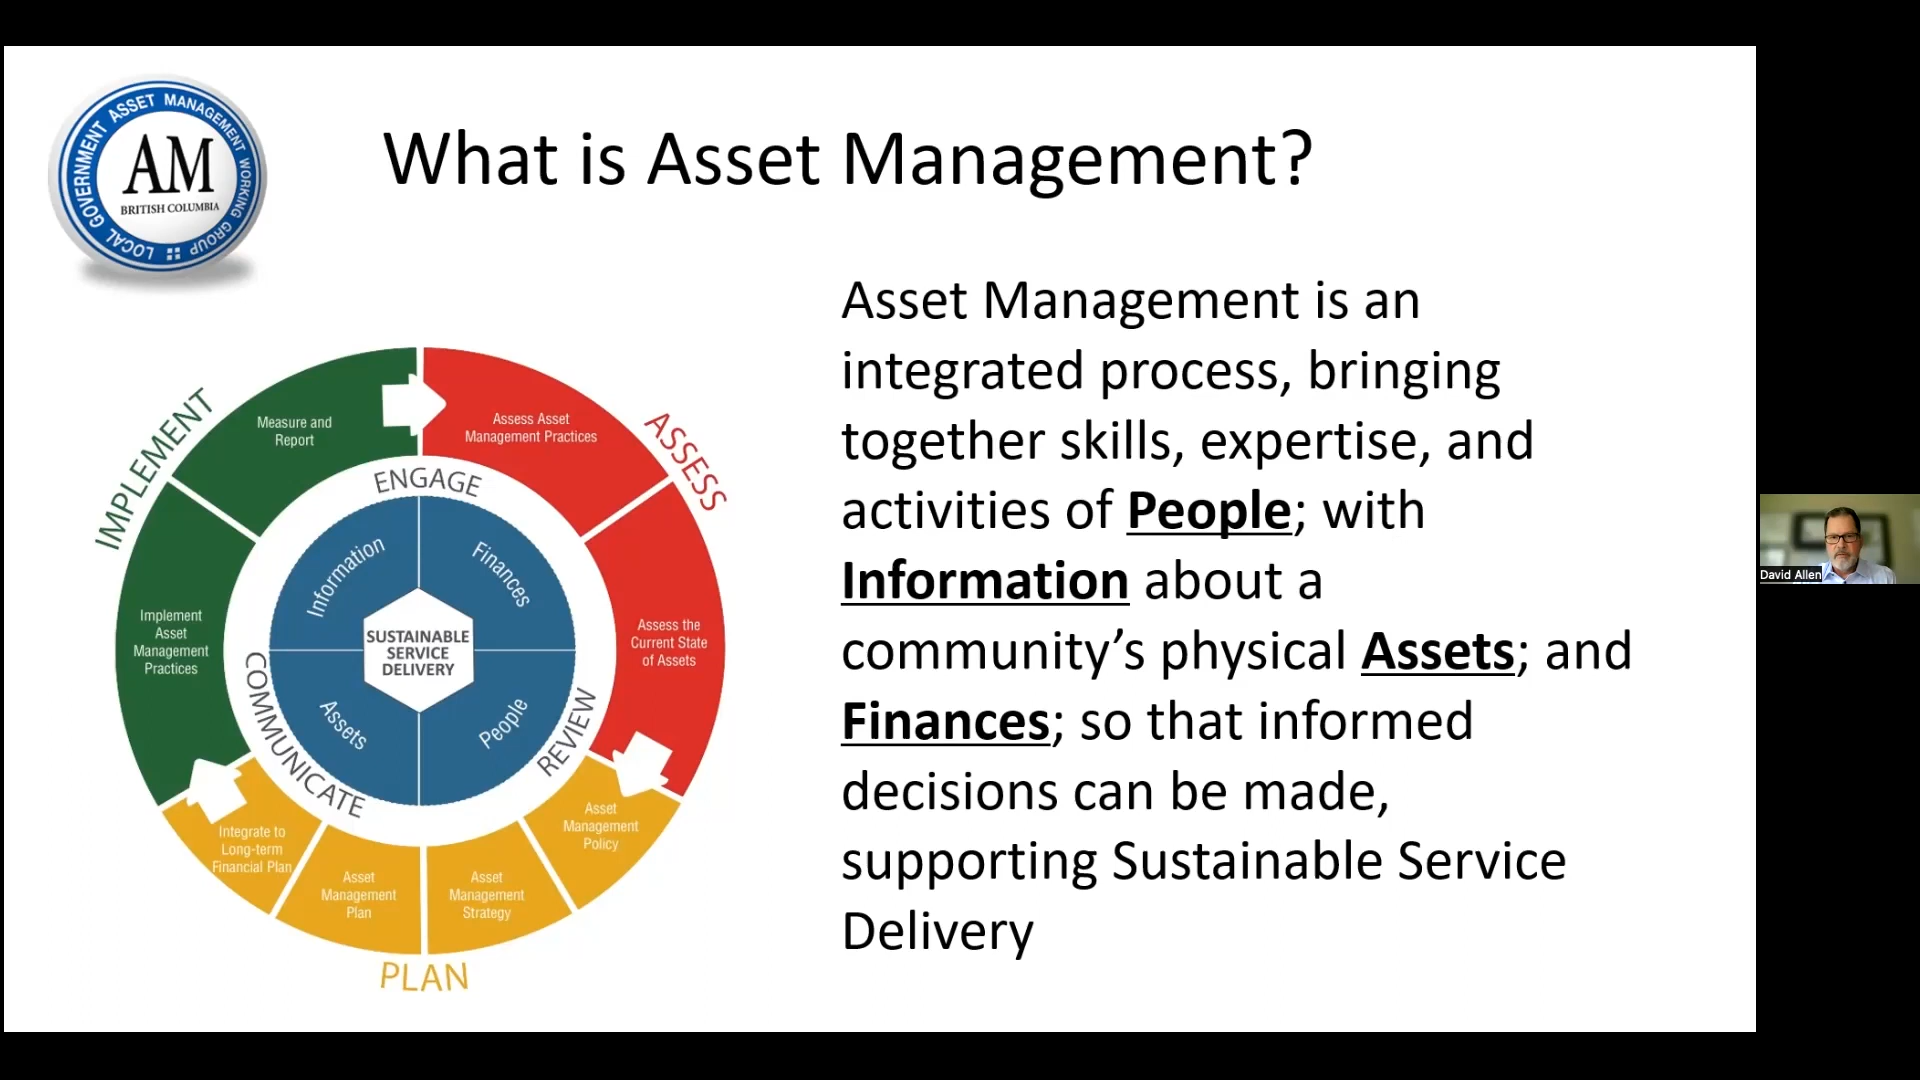 LOCAL GOVERNMENT ASSET MANAGEMENT WORKING GROUP
AM
BRITISH COLUMBIA
What is Asset Management?
Asset Management is an
integrated process, bringing
together skills, expertise, and
activities of People; with
Information about a
community’s physical Assets; and
Finances; so that informed
decisions can be made,
supporting Sustainable Service
Delivery
IMPLEMENT
ASSESS
PLAN
Measure and
Report
Assess Asset
Management Practices
Assess the
Current State
of Assets
Asset
Management
Policy
Asset
Management
Strategy
Asset
Management
Plan
Integrate to
Long-term
Financial Plan
Implement
Asset
Management
Practices
ENGAGE
REVIEW
COMMUNICATE
Information
Finances
People
Assets
SUSTAINABLE
SERVICE
DELIVERY
David Allen